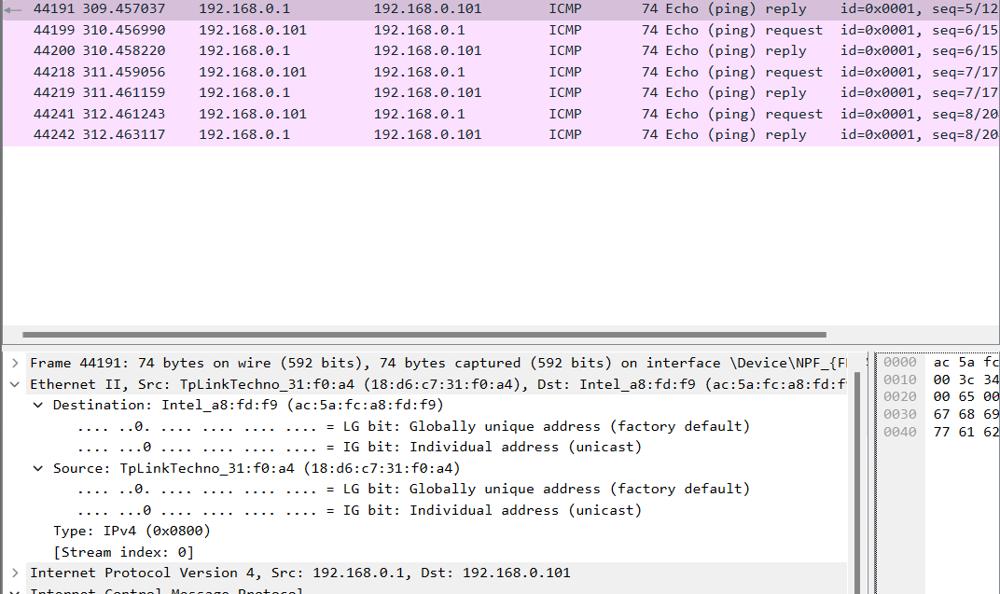 44191 309.457037 192.168.0.1 192.168.0.101 ICMP 74 Echo (ping) reply id=0x0001, seq=5/12
44199 310.456990 192.168.0.101 192.168.0.1 ICMP 74 Echo (ping) request id=0x0001, seq=6/15
44200 310.458220 192.168.0.1 192.168.0.101 ICMP 74 Echo (ping) reply id=0x0001, seq=6/15
44218 311.459056 192.168.0.101 192.168.0.1 ICMP 74 Echo (ping) request id=0x0001, seq=7/17
44219 311.461159 192.168.0.1 192.168.0.101 ICMP 74 Echo (ping) reply id=0x0001, seq=7/17
44241 312.461243 192.168.0.101 192.168.0.1 ICMP 74 Echo (ping) request id=0x0001, seq=8/20
44242 312.463117 192.168.0.1 192.168.0.101 ICMP 74 Echo (ping) reply id=0x0001, seq=8/20
Frame 44191: 74 bytes on wire (592 bits), 74 bytes captured (592 bits) on interface \Device\NPF_{F
Ethernet II, Src: TpLinkTechno_31:f0:a4 (18:d6:c7:31:f0:a4), Dst: Intel_a8:fd:f9 (ac:5a:fc:a8:fd:f
Destination: Intel_a8:fd:f9 (ac:5a:fc:a8:fd:f9)
.... ..0. .... .... .... .... = LG bit: Globally unique address (factory default)
.... ...0 .... .... .... .... = IG bit: Individual address (unicast)
Source: TpLinkTechno_31:f0:a4 (18:d6:c7:31:f0:a4)
.... ..0. .... .... .... .... = LG bit: Globally unique address (factory default)
.... ...0 .... .... .... .... = IG bit: Individual address (unicast)
Type: IPv4 (0x0800)
[Stream index: 0]
Internet Protocol Version 4, Src: 192.168.0.1, Dst: 192.168.0.101
Internet Control Message Protocol
0000 ac 5a fc
0010 00 3c 34
0020 00 65 00
0030 67 68 69
0040 77 61 62